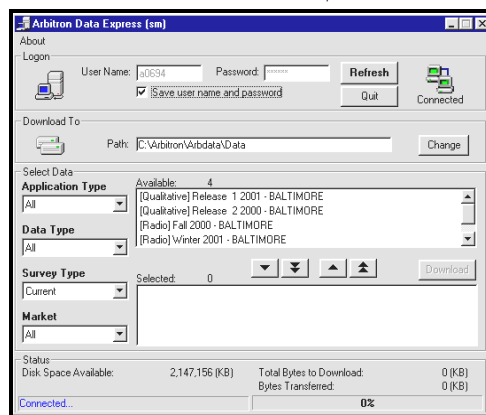 Arbitron Data Express (sm)
About
Logon
User Name: a0694 Password: ××××××
Refresh
Save user name and password
Quit
Connected
Download To
Path: C:\Arbitron\Arbdata\Data
Change
Select Data
Application Type
All
Data Type
All
Survey Type
Current
Market
All
Available: 4
[Qualitative] Release 1 2001 - BALTIMORE
[Qualitative] Release 2 2000 - BALTIMORE
[Radio] Fall 2000 - BALTIMORE
[Radio] Winter 2001 - BALTIMORE
Selected: 0
Download
Status
Disk Space Available: 2,147,156 (KB) Total Bytes to Download: 0 (KB)
Bytes Transferred: 0 (KB)
Connected... 0%